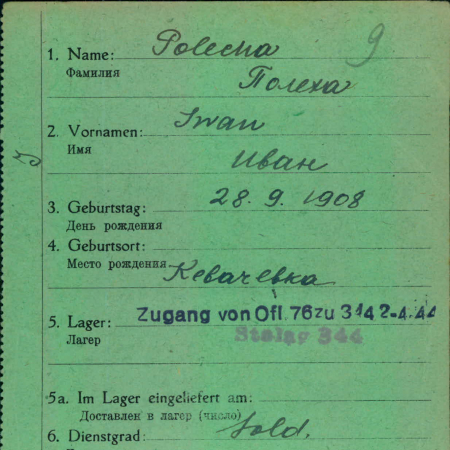 9
1. Name: Polecha
Фамилия
Полеха
2. Vornamen: Iwan
Имя
Иван
3. Geburtstag: 28. 9. 1908
День рождения
4. Geburtsort:
Место рождения Кевачевка
5. Lager: Zugang von Ofl. 76 zu 344 2-4. 44
Лагер Stalag 344
5a. Im Lager eingeliefert am:
Доставлен в лагер (число)
6. Dienstgrad: Sold.